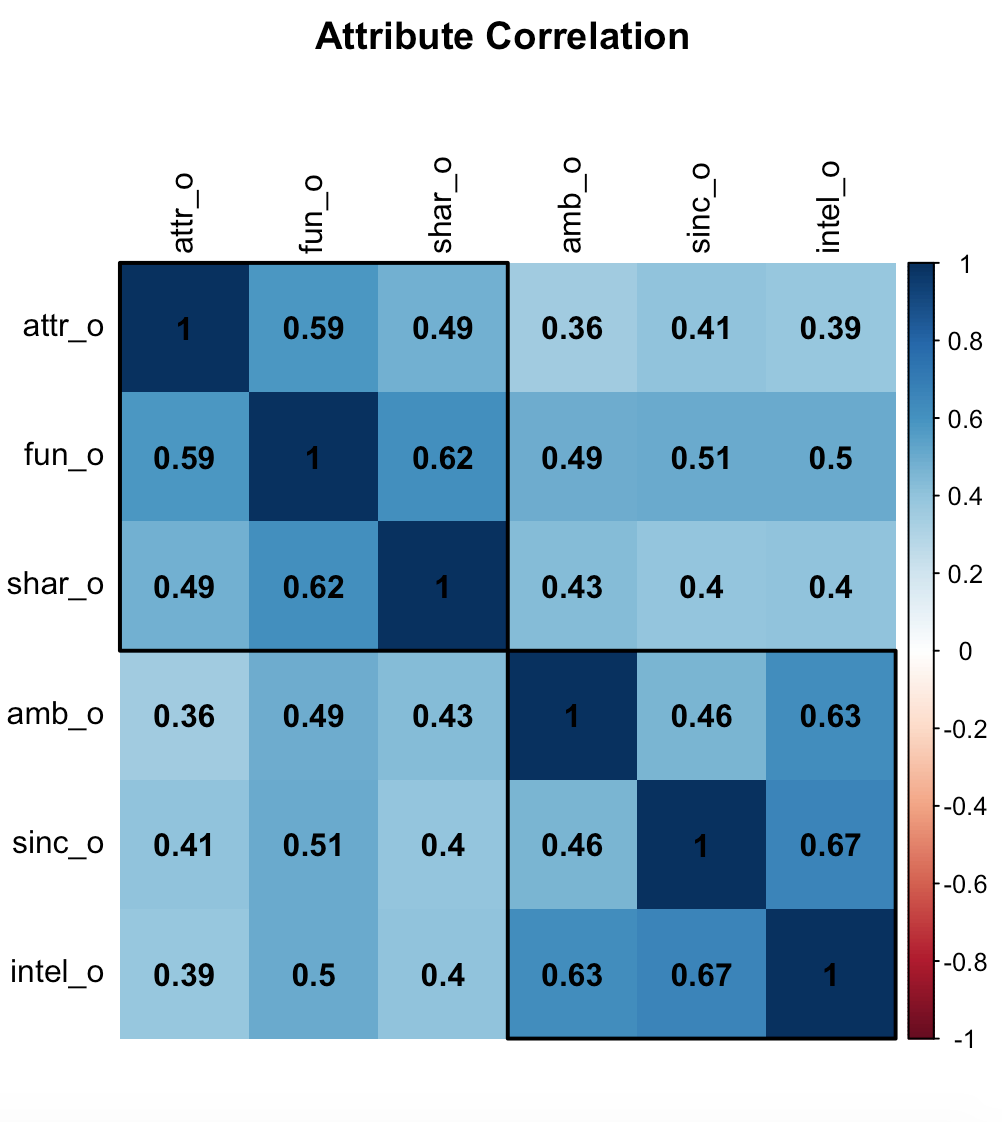 Attribute Correlation
attr_o fun_o shar_o amb_o sinc_o intel_o
attr_o 1 0.59 0.49 0.36 0.41 0.39
fun_o 0.59 1 0.62 0.49 0.51 0.5
shar_o 0.49 0.62 1 0.43 0.4 0.4
amb_o 0.36 0.49 0.43 1 0.46 0.63
sinc_o 0.41 0.51 0.4 0.46 1 0.67
intel_o 0.39 0.5 0.4 0.63 0.67 1
1
0.8
0.6
0.4
0.2
0
-0.2
-0.4
-0.6
-0.8
-1